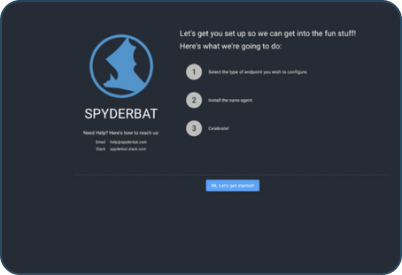 Let's get you set up so we can get into the fun stuff!
Here's what we're going to do:
1 Select the type of endpoint you wish to configure.
2 Install the nano agent.
3 Celebrate!
SPYDERBAT
Need Help? Here's how to reach us:
Email help@spyderbat.com
Slack spyderbat.slack.com
Ok, Let's get started!